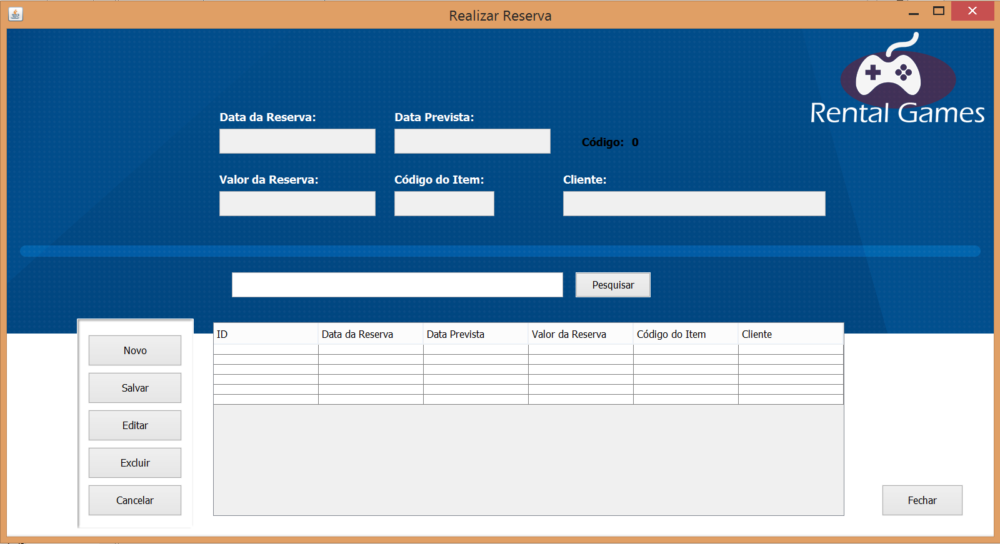 Realizar Reserva
Rental Games
Data da Reserva: Data Prevista:
Código: 0
Valor da Reserva: Código do Item: Cliente:
Pesquisar
ID Data da Reserva Data Prevista Valor da Reserva Código do Item Cliente
Novo
Salvar
Editar
Excluir
Cancelar
Fechar